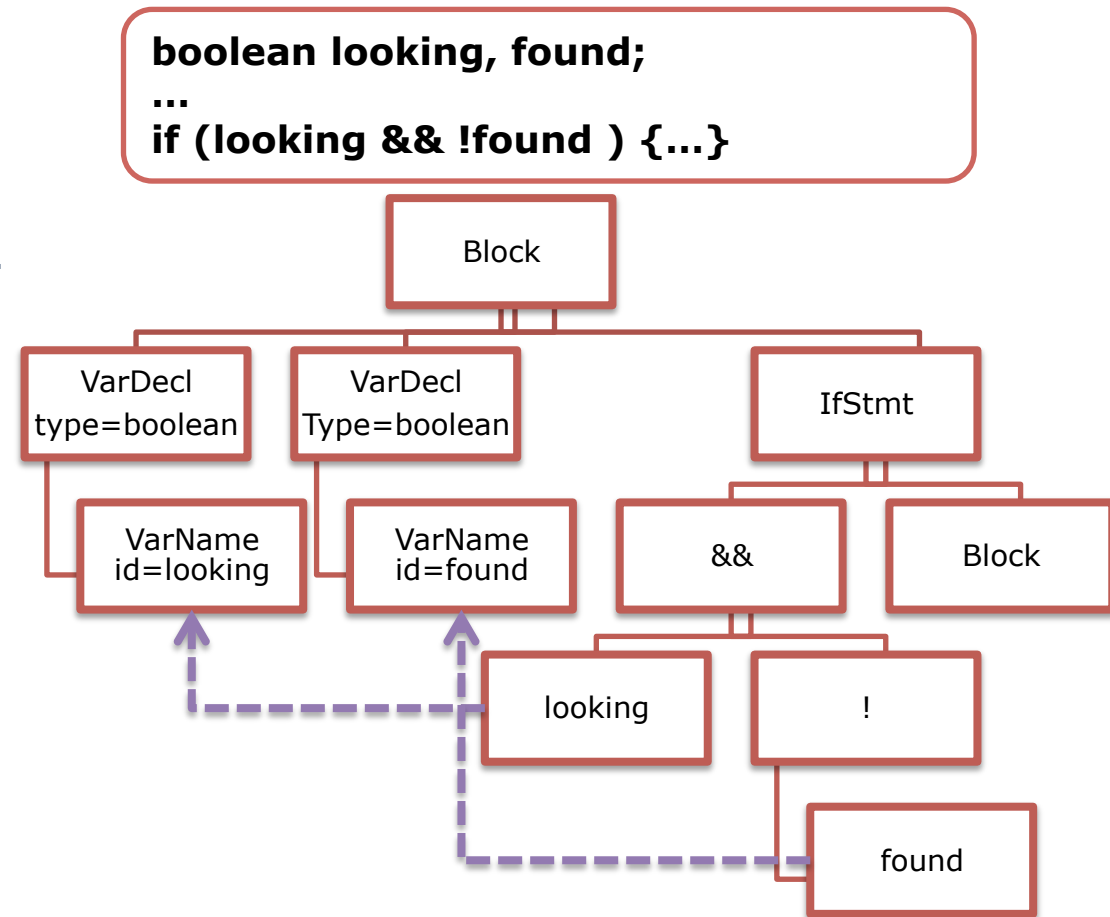 boolean looking, found;
...
if (looking && !found ) {...}
Block
VarDecl
type=boolean
VarDecl
Type=boolean
IfStmt
VarName
id=looking
VarName
id=found
&&
Block
looking
!
found